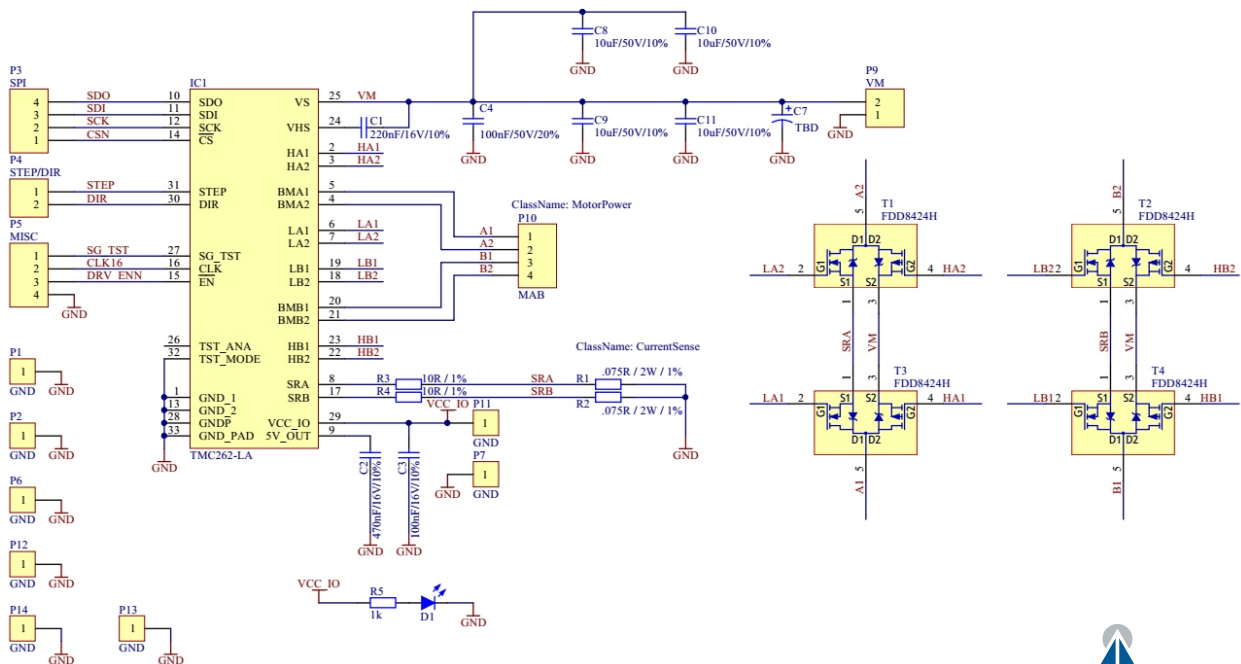 P3
SPI
4
3
2
1
SDO
SDI
SCK
CSN
10
11
12
14
P4
STEP/DIR
1
2
STEP
DIR
31
30
P5
MISC
1
2
3
4
SG_TST
CLK16
DRV_ENN
27
16
15
GND
26
32
1
13
28
33
GND
IC1
SDO
SDI
SCK
CS
STEP
DIR
SG_TST
CLK
EN
TST_ANA
TST_MODE
GND_1
GND_2
GNDP
GND_PAD
VS
VHS
HA1
HA2
BMA1
BMA2
LA1
LA2
LB1
LB2
BMB1
BMB2
HB1
HB2
SRA
SRB
VCC_IO
5V_OUT
TMC262-LA
25
VM
24
C1
220nF/16V/10%
2
HA1
3
HA2
5
4
6
LA1
7
LA2
19
LB1
18
LB2
20
21
23
HB1
22
HB2
8
17
29
9
C8
10uF/50V/10%
GND
C10
10uF/50V/10%
GND
C4
100nF/50V/20%
GND
C9
10uF/50V/10%
GND
C11
10uF/50V/10%
GND
+
C7
TBD
GND
P9
VM
2
1
GND
ClassName: MotorPower
P10
A1
A2
B1
B2
1
2
3
4
MAB
ClassName: CurrentSense
R3
10R / 1%
SRA
R1
.075R / 2W / 1%
R4
10R / 1%
SRB
R2
.075R / 2W / 1%
GND
VCC_IO
P11
1
GND
P7
1
GND
GND
C2
470nF/16V/10%
GND
C3
100nF/16V/10%
GND
P1
1
GND
GND
P2
1
GND
GND
P6
1
GND
GND
P12
1
GND
GND
P14
1
GND
GND
P13
1
GND
GND
VCC_IO
R5
1k
D1
GND
A2
5
T1
FDD8424H
D1 D2
G1
G2
S1
S2
LA2
2
4
HA2
1
3
SRA
VM
1
3
T3
FDD8424H
S1
S2
G1
G2
D1
D2
LA1
2
4
HA1
5
A1
B2
5
T2
FDD8424H
D1 D2
G1
G2
S1
S2
LB2
2
4
HB2
1
3
SRB
VM
1
3
T4
FDD8424H
S1
S2
G1
G2
D1
D2
LB1
2
4
HB1
5
B1